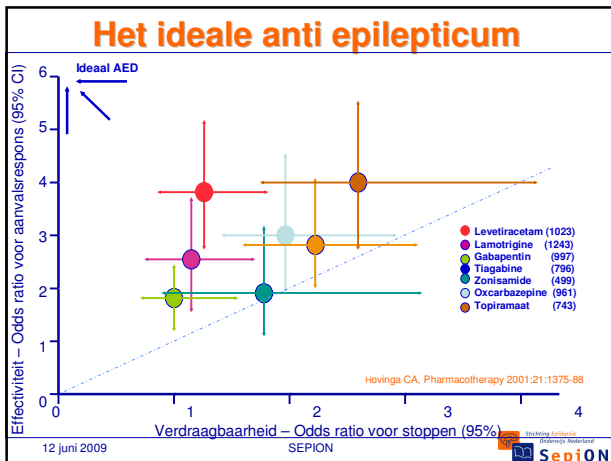 Het ideale anti epilepticum
Ideaal AED
Effectiviteit – Odds ratio voor aanvalsrespons (95% CI)
6
5
4
3
2
1
0
0
1
2
3
4
Levetiracetam (1023)
Lamotrigine (1243)
Gabapentin (997)
Tiagabine (796)
Zonisamide (499)
Oxcarbazepine (961)
Topiramaat (743)
Hovinga CA, Pharmacotherapy 2001;21:1375-88
Verdraagbaarheid – Odds ratio voor stoppen (95%)
12 juni 2009
SEPION
Stichting Epilepsie
Onderwijs Nederland
SepiON